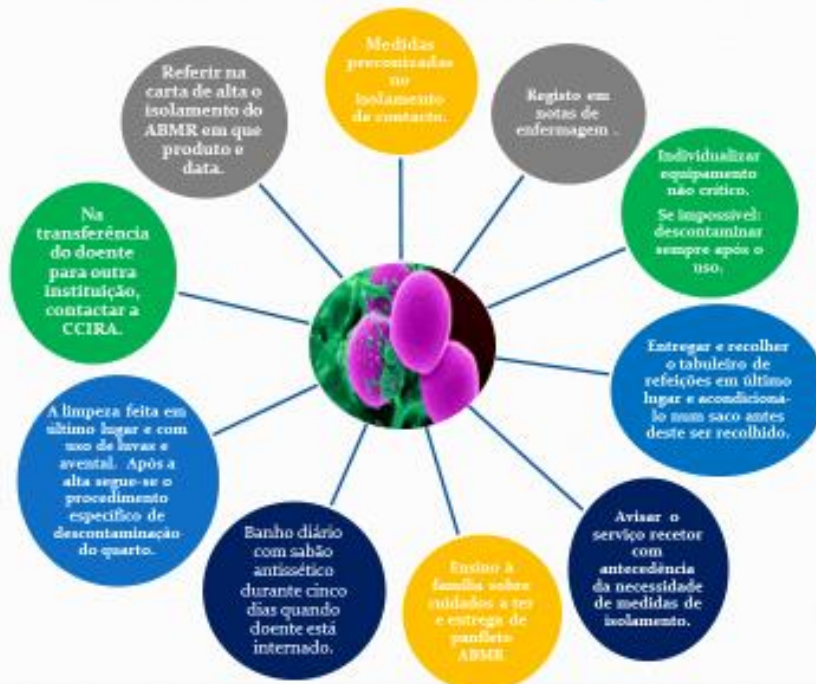 Medidas
preconizadas
no
isolamento
de contacto.
Registo em
notas de
enfermagem .
Individualizar
equipamento
não crítico.
Se impossível:
descontaminar
sempre após o
uso.
Entregar e recolher
o tabuleiro de
refeições em último
lugar e acondicioná-
lo num saco antes
deste ser recolhido.
Avisar o
serviço recetor
com
antecedência
da necessidade
de medidas de
isolamento.
Ensino à
família sobre
cuidados a ter
e entrega de
panfleto
ABMR
Banho diário
com sabão
antissético
durante cinco
dias quando
doente está
internado.
A limpeza feita em
último lugar e com
uso de luvas e
avental. Após a
alta segue-se o
procedimento
específico de
descontaminação
do quarto.
Na
transferência
do doente
para outra
instituição,
contactar a
CCIRA.
Referir na
carta de alta o
isolamento do
ABMR em que
produto e
data.